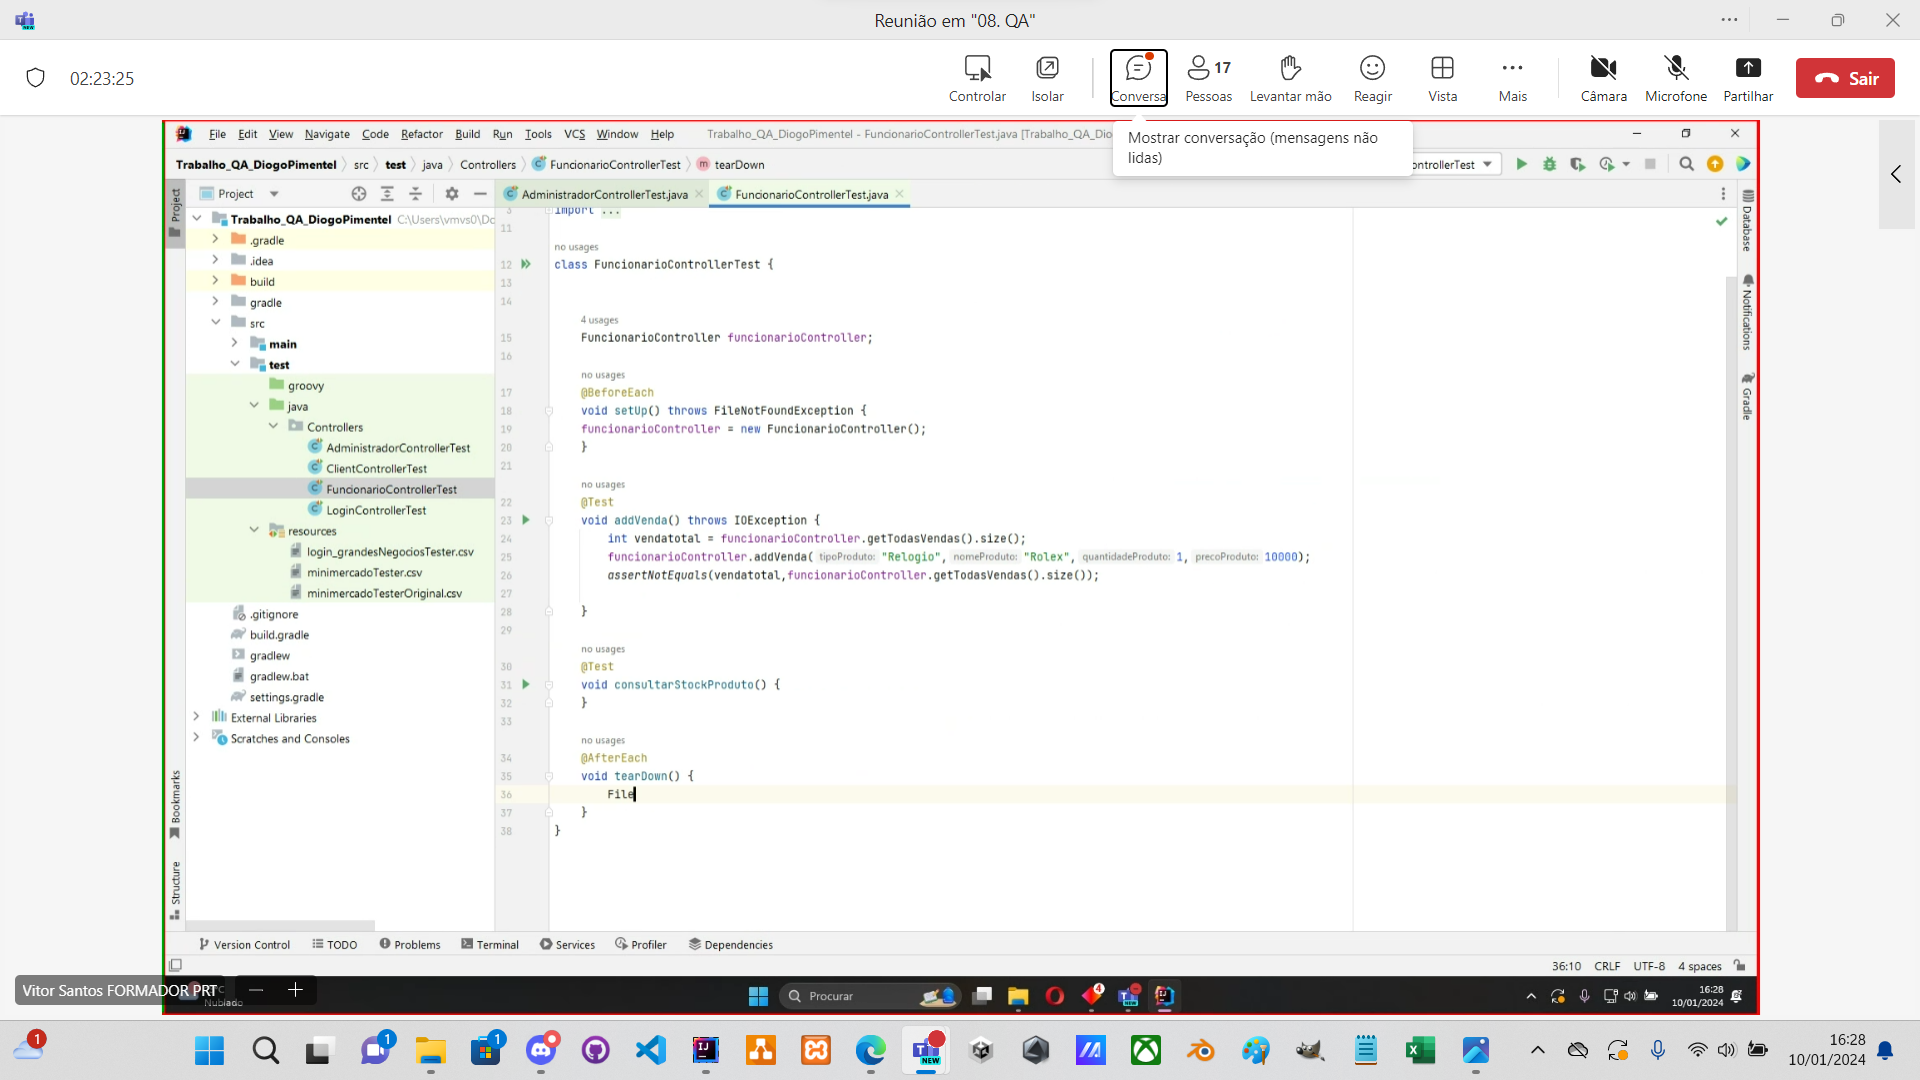 Reunião em "08. QA"
02:23:25
Controlar
Isolar
Conversa
Pessoas
17
Levantar mão
Reagir
Vista
Mais
Câmara
Microfone
Partilhar
Sair
Mostrar conversação (mensagens não
lidas)
File Edit View Navigate Code Refactor Build Run Tools VCS Window Help
Trabalho_QA_DiogoPimentel - FuncionarioControllerTest.java [Trabalho_QA_Dio
Trabalho_QA_DiogoPimentel src test java Controllers FuncionarioControllerTest tearDown
ontrollerTest
Project
AdministradorControllerTest.java
FuncionarioControllerTest.java
Project
Trabalho_QA_DiogoPimentel C:\Users\vmvs0\Dc
.gradle
.idea
build
gradle
src
main
test
groovy
java
Controllers
AdministradorControllerTest
ClientControllerTest
FuncionarioControllerTest
LoginControllerTest
resources
login_grandesNegociosTester.csv
minimercadoTester.csv
minimercadoTesterOriginal.csv
.gitignore
build.gradle
gradlew
gradlew.bat
settings.gradle
External Libraries
Scratches and Consoles
Bookmarks
Structure
3 import ...
11
no usages
12 class FuncionarioControllerTest {
13
14
4 usages
15 FuncionarioController funcionarioController;
16
no usages
17 @BeforeEach
18 void setUp() throws FileNotFoundException {
19 funcionarioController = new FuncionarioController();
20 }
21
no usages
22 @Test
23 void addVenda() throws IOException {
24 int vendatotal = funcionarioController.getTodasVendas().size();
25 funcionarioController.addVenda( tipoProduto: "Relogio", nomeProduto: "Rolex", quantidadeProduto: 1, precoProduto: 10000);
26 assertNotEquals(vendatotal,funcionarioController.getTodasVendas().size());
27
28 }
29
no usages
30 @Test
31 void consultarStockProduto() {
32 }
33
no usages
34 @AfterEach
35 void tearDown() {
36 File
37 }
38 }
Database
Notifications
Gradle
Version Control TODO Problems Terminal Services Profiler Dependencies
36:10 CRLF UTF-8 4 spaces
Vitor Santos FORMADOR PRT
Nublado
Procurar
4
NEW
16:28
10/01/2024
1
1
1
IJ
NEW
16:28
10/01/2024